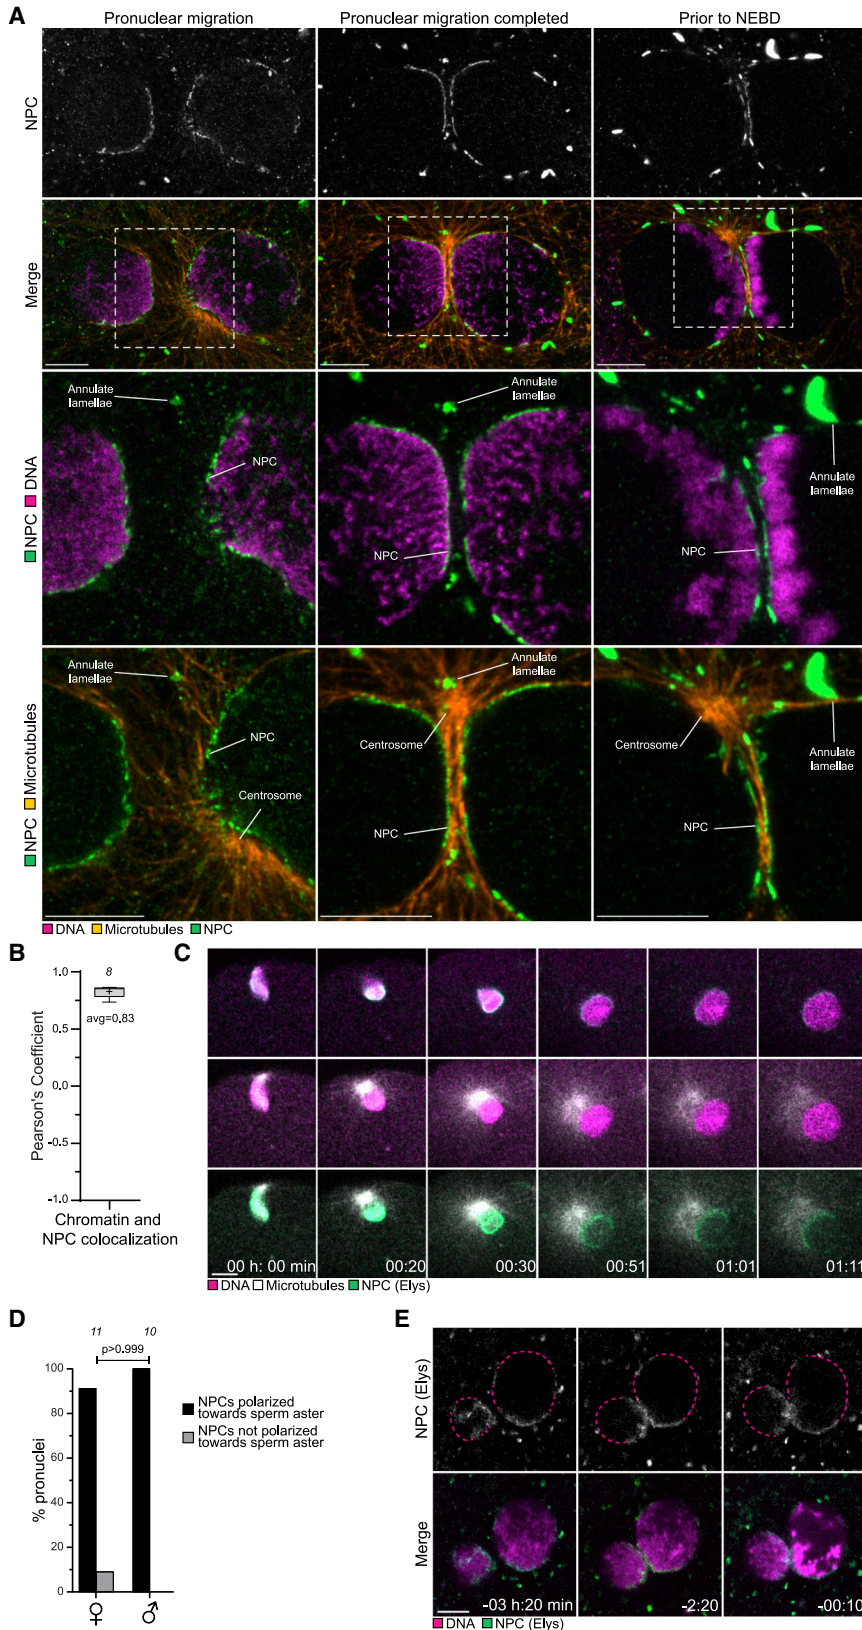 A
Pronuclear migration
Pronuclear migration completed
Prior to NEBD
NPC
Merge
NPC DNA
Annulate lamellae
NPC
Annulate lamellae
NPC
Annulate lamellae
NPC
NPC Microtubules
Annulate lamellae
NPC
Centrosome
Annulate lamellae
Centrosome
NPC
Centrosome
Annulate lamellae
NPC
DNA Microtubules NPC
B
Pearson's Coefficient
1.0
0.5
0.0
-0.5
-1.0
8
avg=0.83
Chromatin and
NPC colocalization
C
00 h: 00 min
00:20
00:30
00:51
01:01
01:11
DNA Microtubules NPC (Elys)
D
11
10
p>0.999
% pronuclei
100
80
60
40
20
0
♀
♂
NPCs polarized
towards sperm aster
NPCs not polarized
towards sperm aster
E
NPC (Elys)
Merge
-03 h:20 min
-2:20
-00:10
DNA NPC (Elys)